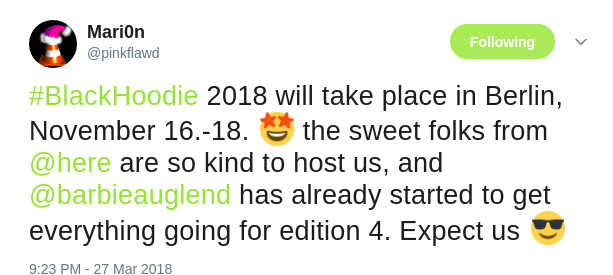 Mari0n
@pinkflawd
Following
#BlackHoodie 2018 will take place in Berlin,
November 16.-18. 🤩 the sweet folks from
@here are so kind to host us, and
@barbieauglend has already started to get
everything going for edition 4. Expect us 😎
9:23 PM - 27 Mar 2018